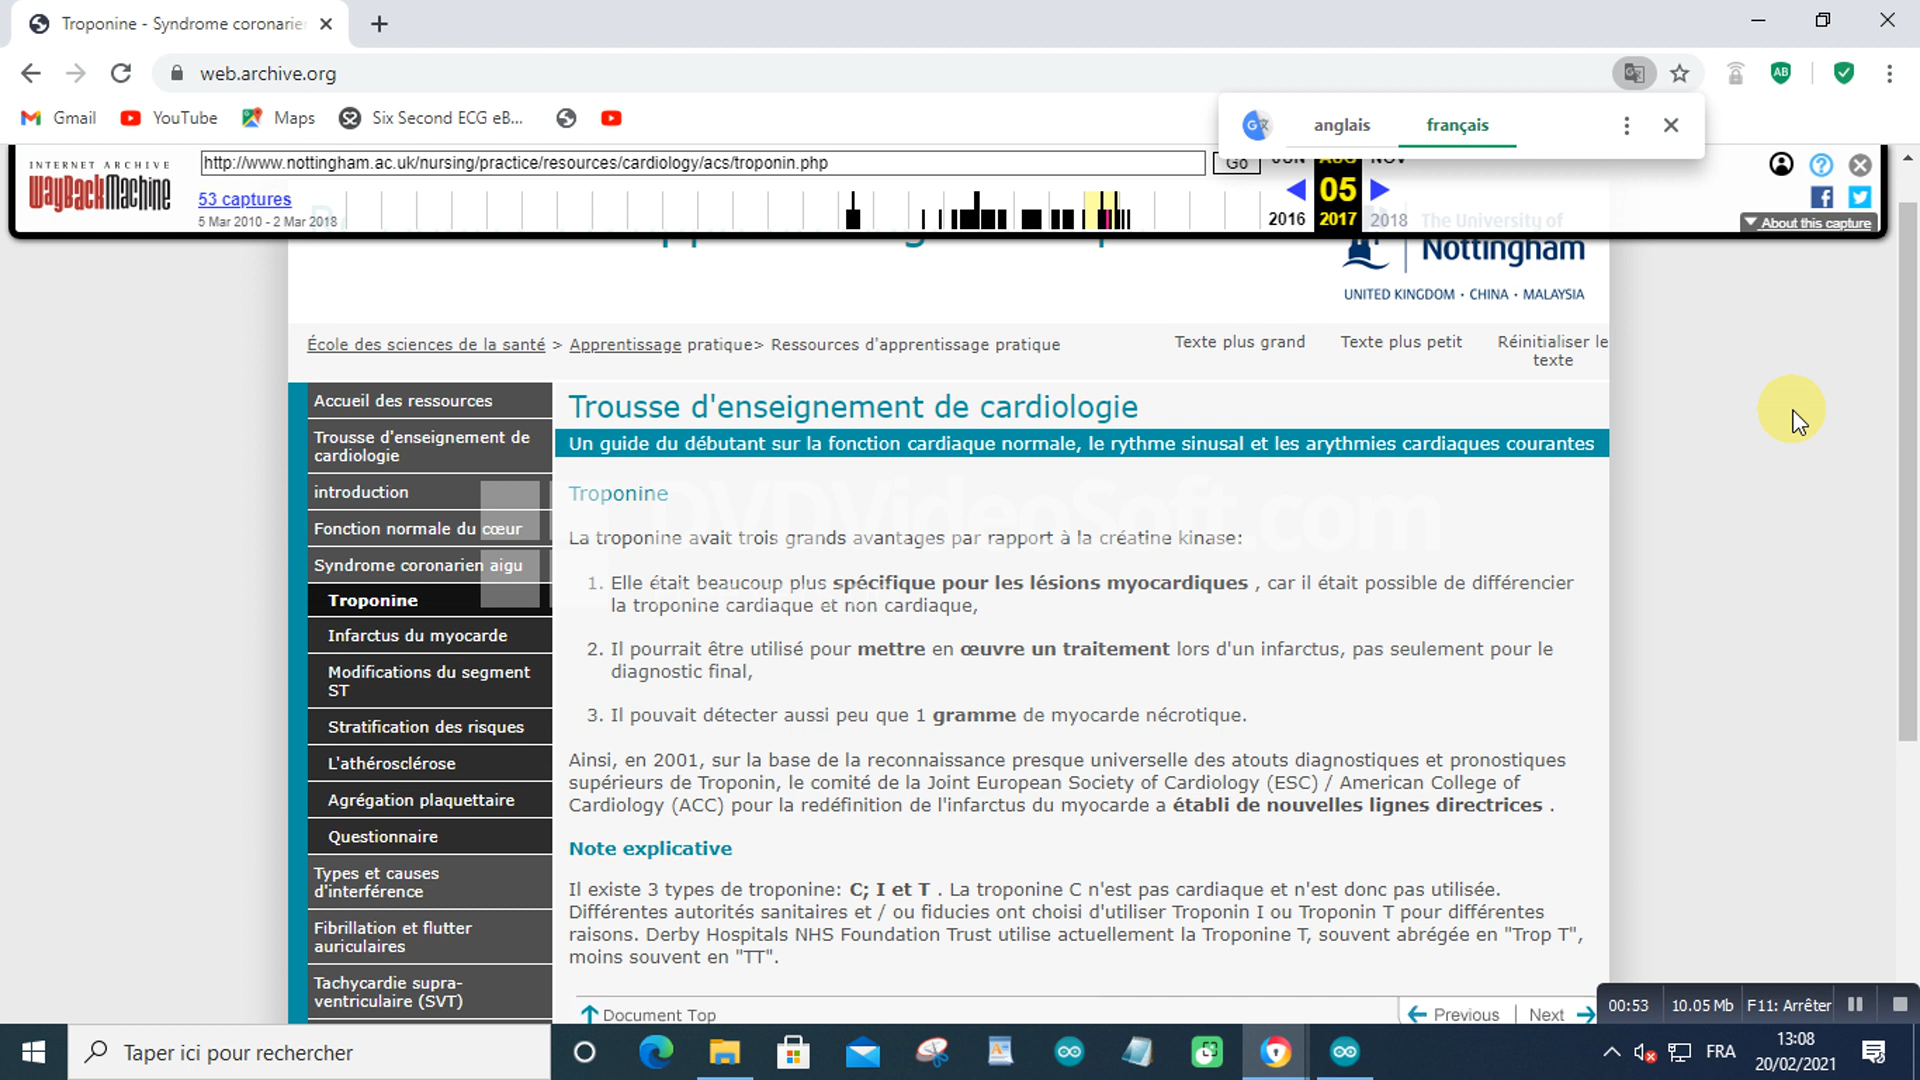 Troponine - Syndrome coronarie
web.archive.org
Gmail
YouTube
Maps
Six Second ECG eB...
anglais
français
INTERNET ARCHIVE
WayBackMachine
http://www.nottingham.ac.uk/nursing/practice/resources/cardiology/acs/troponin.php
Go
JUN AUG NOV
53 captures
5 Mar 2010 - 2 Mar 2018
05
2016 2017 2018
About this capture
The University of
Nottingham
UNITED KINGDOM · CHINA · MALAYSIA
École des sciences de la santé > Apprentissage pratique> Ressources d'apprentissage pratique
Texte plus grand
Texte plus petit
Réinitialiser le
texte
Accueil des ressources
Trousse d'enseignement de
cardiologie
introduction
Fonction normale du cœur
Syndrome coronarien aigu
Troponine
Infarctus du myocarde
Modifications du segment
ST
Stratification des risques
L'athérosclérose
Agrégation plaquettaire
Questionnaire
Types et causes
d'interférence
Fibrillation et flutter
auriculaires
Tachycardie supra-
ventriculaire (SVT)
Trousse d'enseignement de cardiologie
Un guide du débutant sur la fonction cardiaque normale, le rythme sinusal et les arythmies cardiaques courantes
Troponine
DVDVideoSoft.com
La troponine avait trois grands avantages par rapport à la créatine kinase:
1. Elle était beaucoup plus spécifique pour les lésions myocardiques , car il était possible de différencier
la troponine cardiaque et non cardiaque,
2. Il pourrait être utilisé pour mettre en œuvre un traitement lors d'un infarctus, pas seulement pour le
diagnostic final,
3. Il pouvait détecter aussi peu que 1 gramme de myocarde nécrotique.
Ainsi, en 2001, sur la base de la reconnaissance presque universelle des atouts diagnostiques et pronostiques
supérieurs de Troponin, le comité de la Joint European Society of Cardiology (ESC) / American College of
Cardiology (ACC) pour la redéfinition de l'infarctus du myocarde a établi de nouvelles lignes directrices .
Note explicative
Il existe 3 types de troponine: C; I et T . La troponine C n'est pas cardiaque et n'est donc pas utilisée.
Différentes autorités sanitaires et / ou fiducies ont choisi d'utiliser Troponin I ou Troponin T pour différentes
raisons. Derby Hospitals NHS Foundation Trust utilise actuellement la Troponine T, souvent abrégée en "Trop T",
moins souvent en "TT".
Document Top
Previous
Next
00:53
10.05 Mb
F11: Arrêter
Taper ici pour rechercher
FRA
13:08
20/02/2021